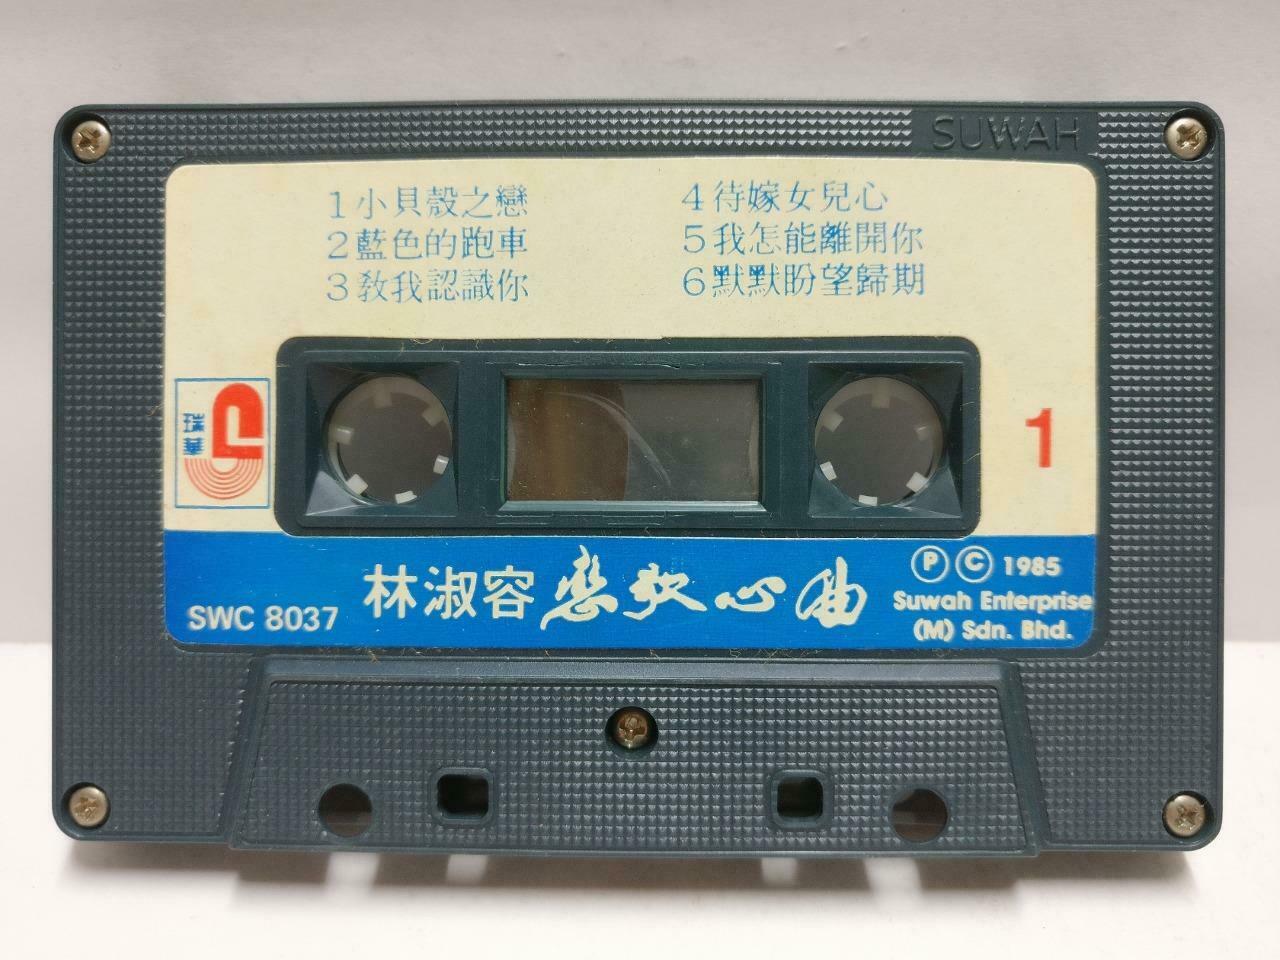 SUWAH
1小貝殼之戀
2藍色的跑車
3教我認識你
4待嫁女兒心
5我怎能離開你
6默默盼望歸期
瑞華
1
SWC 8037
林淑容 戀歌心曲
Ⓟ Ⓒ 1985
Suwah Enterprise
(M) Sdn. Bhd.